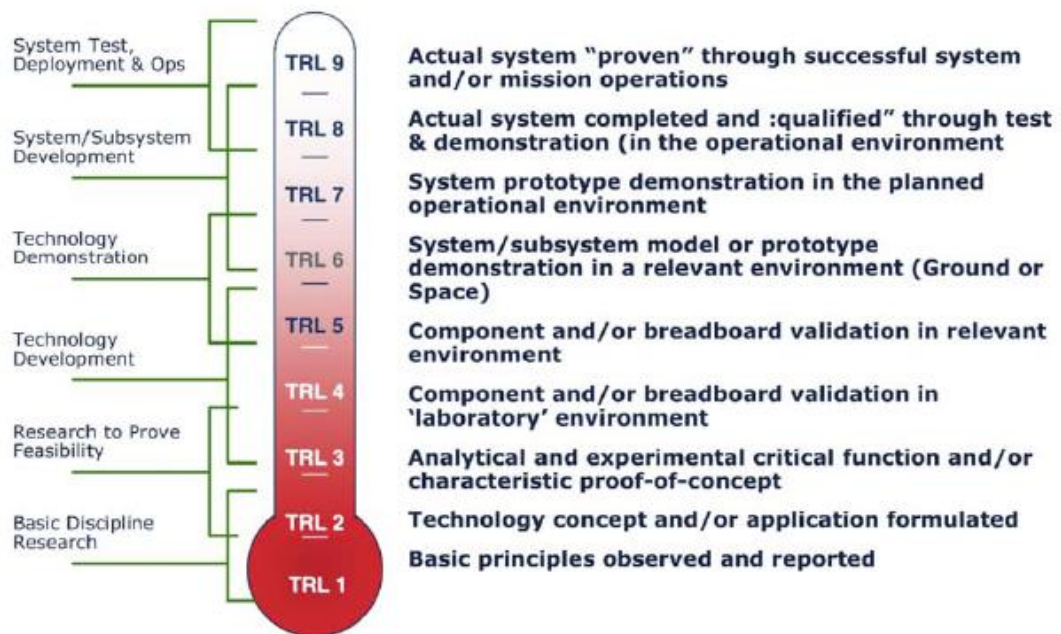 System Test,
Deployment & Ops
System/Subsystem
Development
Technology
Demonstration
Technology
Development
Research to Prove
Feasibility
Basic Discipline
Research
TRL 9
TRL 8
TRL 7
TRL 6
TRL 5
TRL 4
TRL 3
TRL 2
TRL 1
Actual system “proven” through successful system
and/or mission operations
Actual system completed and :qualified” through test
& demonstration (in the operational environment
System prototype demonstration in the planned
operational environment
System/subsystem model or prototype
demonstration in a relevant environment (Ground or
Space)
Component and/or breadboard validation in relevant
environment
Component and/or breadboard validation in
‘laboratory’ environment
Analytical and experimental critical function and/or
characteristic proof-of-concept
Technology concept and/or application formulated
Basic principles observed and reported